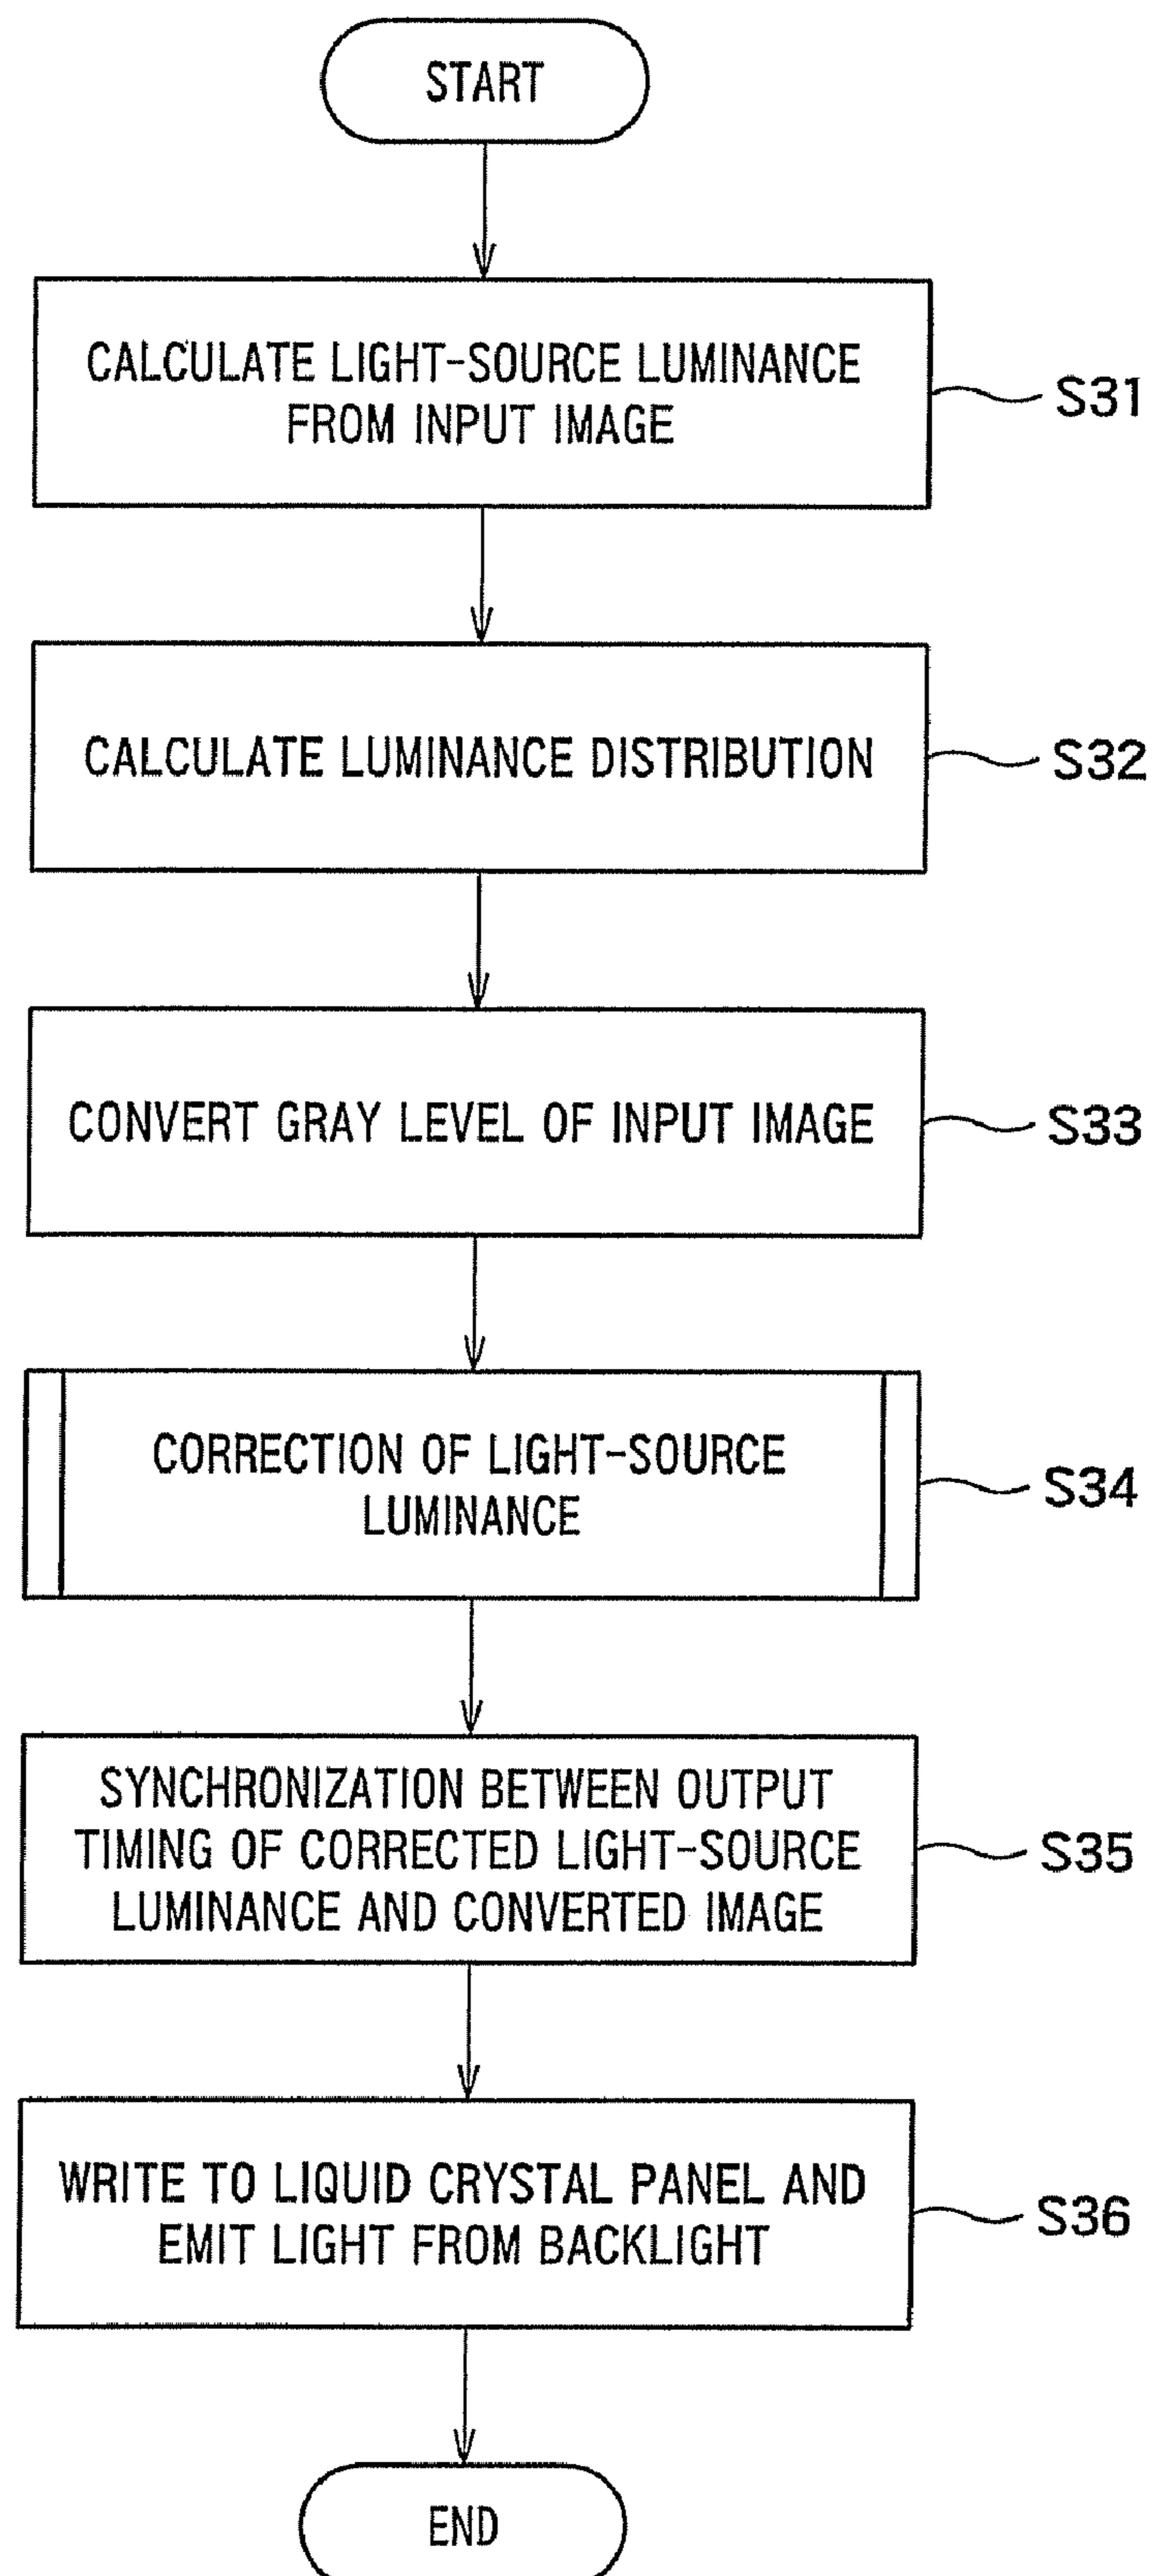 START
CALCULATE LIGHT-SOURCE LUMINANCE
FROM INPUT IMAGE
S31
CALCULATE LUMINANCE DISTRIBUTION
S32
CONVERT GRAY LEVEL OF INPUT IMAGE
S33
CORRECTION OF LIGHT-SOURCE
LUMINANCE
S34
SYNCHRONIZATION BETWEEN OUTPUT
TIMING OF CORRECTED LIGHT-SOURCE
LUMINANCE AND CONVERTED IMAGE
S35
WRITE TO LIQUID CRYSTAL PANEL AND
EMIT LIGHT FROM BACKLIGHT
S36
END